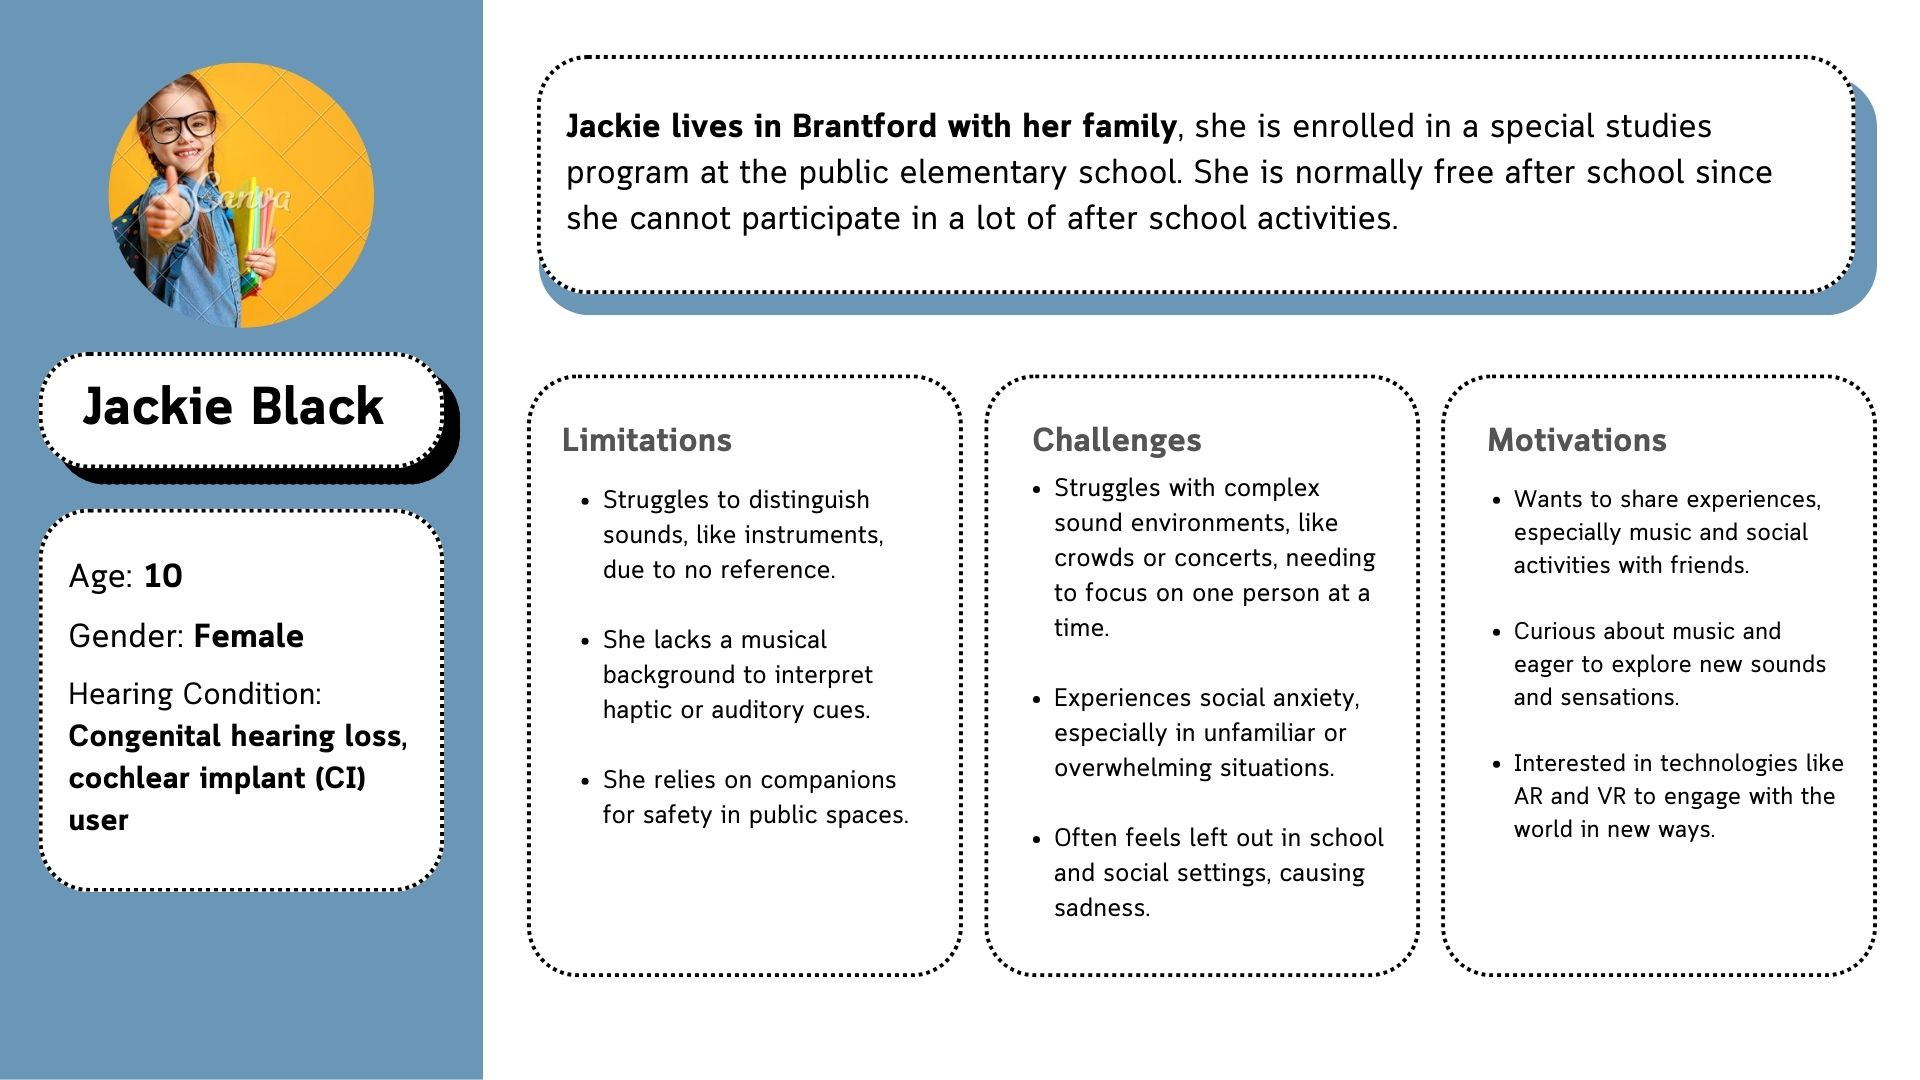 Canva
Jackie Black
Age: 10
Gender: Female
Hearing Condition:
Congenital hearing loss,
cochlear implant (CI)
user
Jackie lives in Brantford with her family, she is enrolled in a special studies
program at the public elementary school. She is normally free after school since
she cannot participate in a lot of after school activities.
Limitations
• Struggles to distinguish
sounds, like instruments,
due to no reference.
• She lacks a musical
background to interpret
haptic or auditory cues.
• She relies on companions
for safety in public spaces.
Challenges
• Struggles with complex
sound environments, like
crowds or concerts, needing
to focus on one person at a
time.
• Experiences social anxiety,
especially in unfamiliar or
overwhelming situations.
• Often feels left out in school
and social settings, causing
sadness.
Motivations
• Wants to share experiences,
especially music and social
activities with friends.
• Curious about music and
eager to explore new sounds
and sensations.
• Interested in technologies like
AR and VR to engage with the
world in new ways.